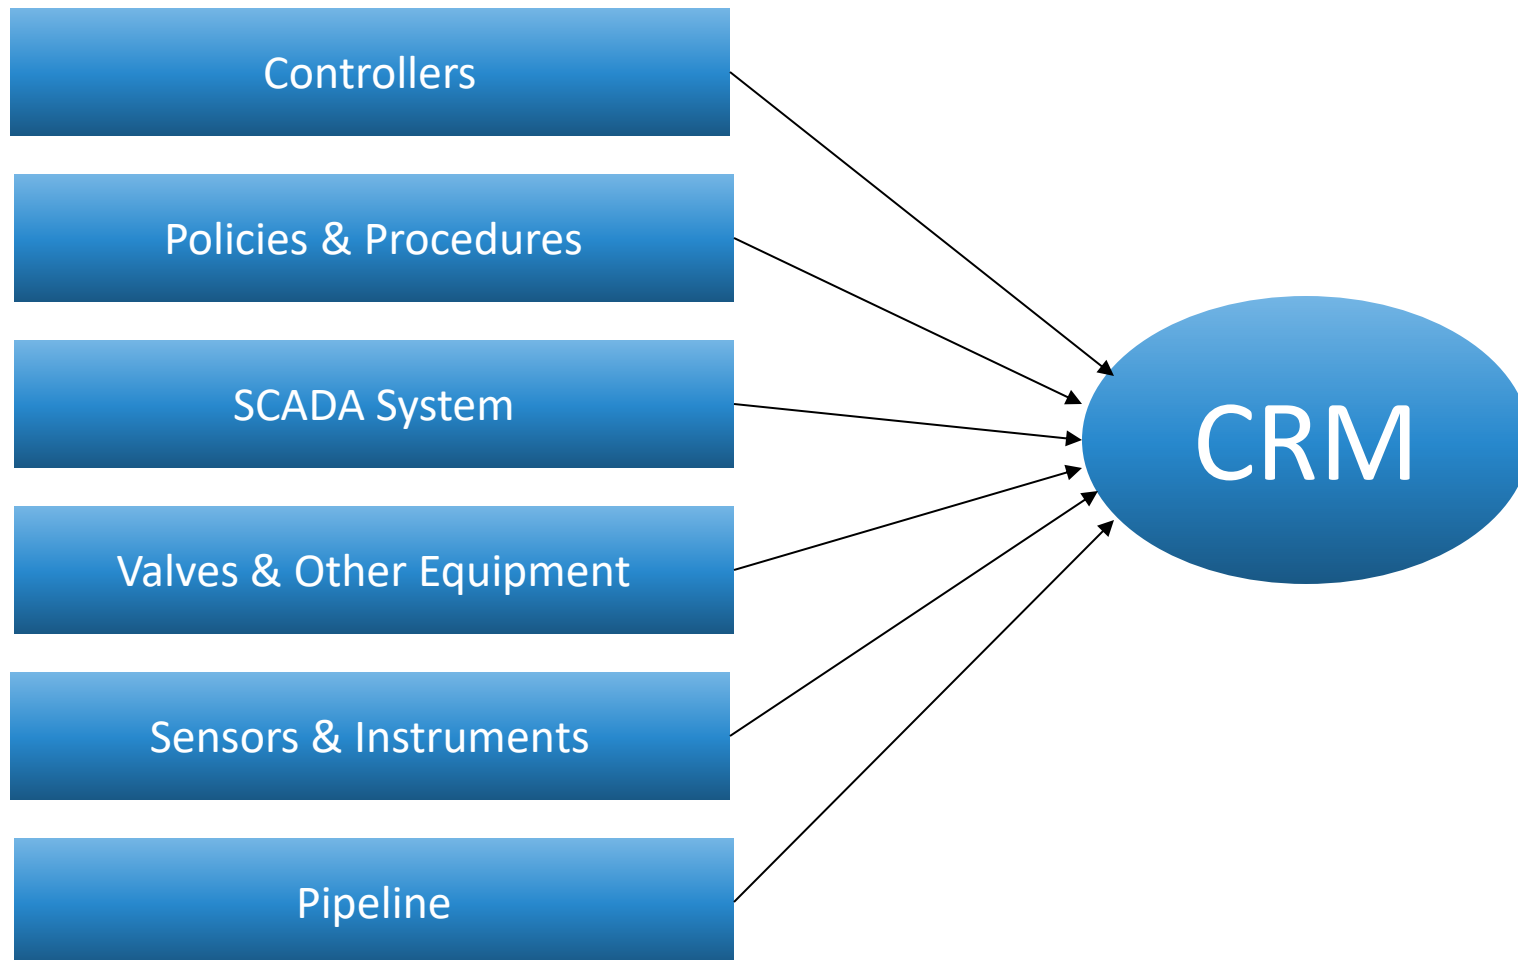 Controllers
Policies & Procedures
SCADA System
CRM
Valves & Other Equipment
Sensors & Instruments
Pipeline